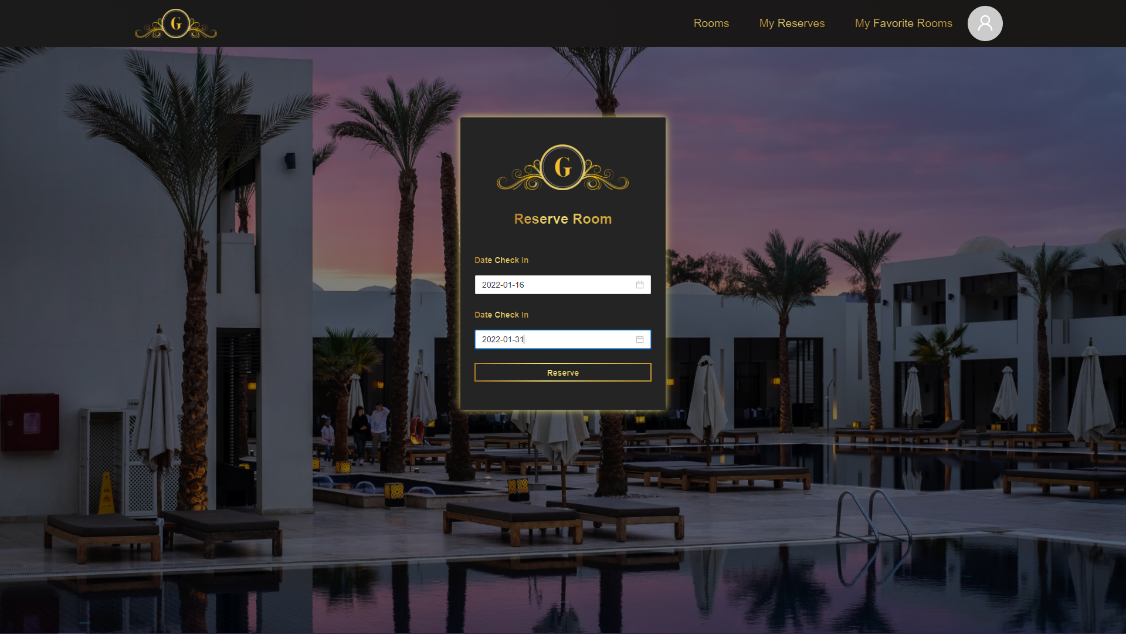 G
Rooms
My Reserves
My Favorite Rooms
G
Reserve Room
Date Check In
2022-01-16
Date Check In
2022-01-31
Reserve